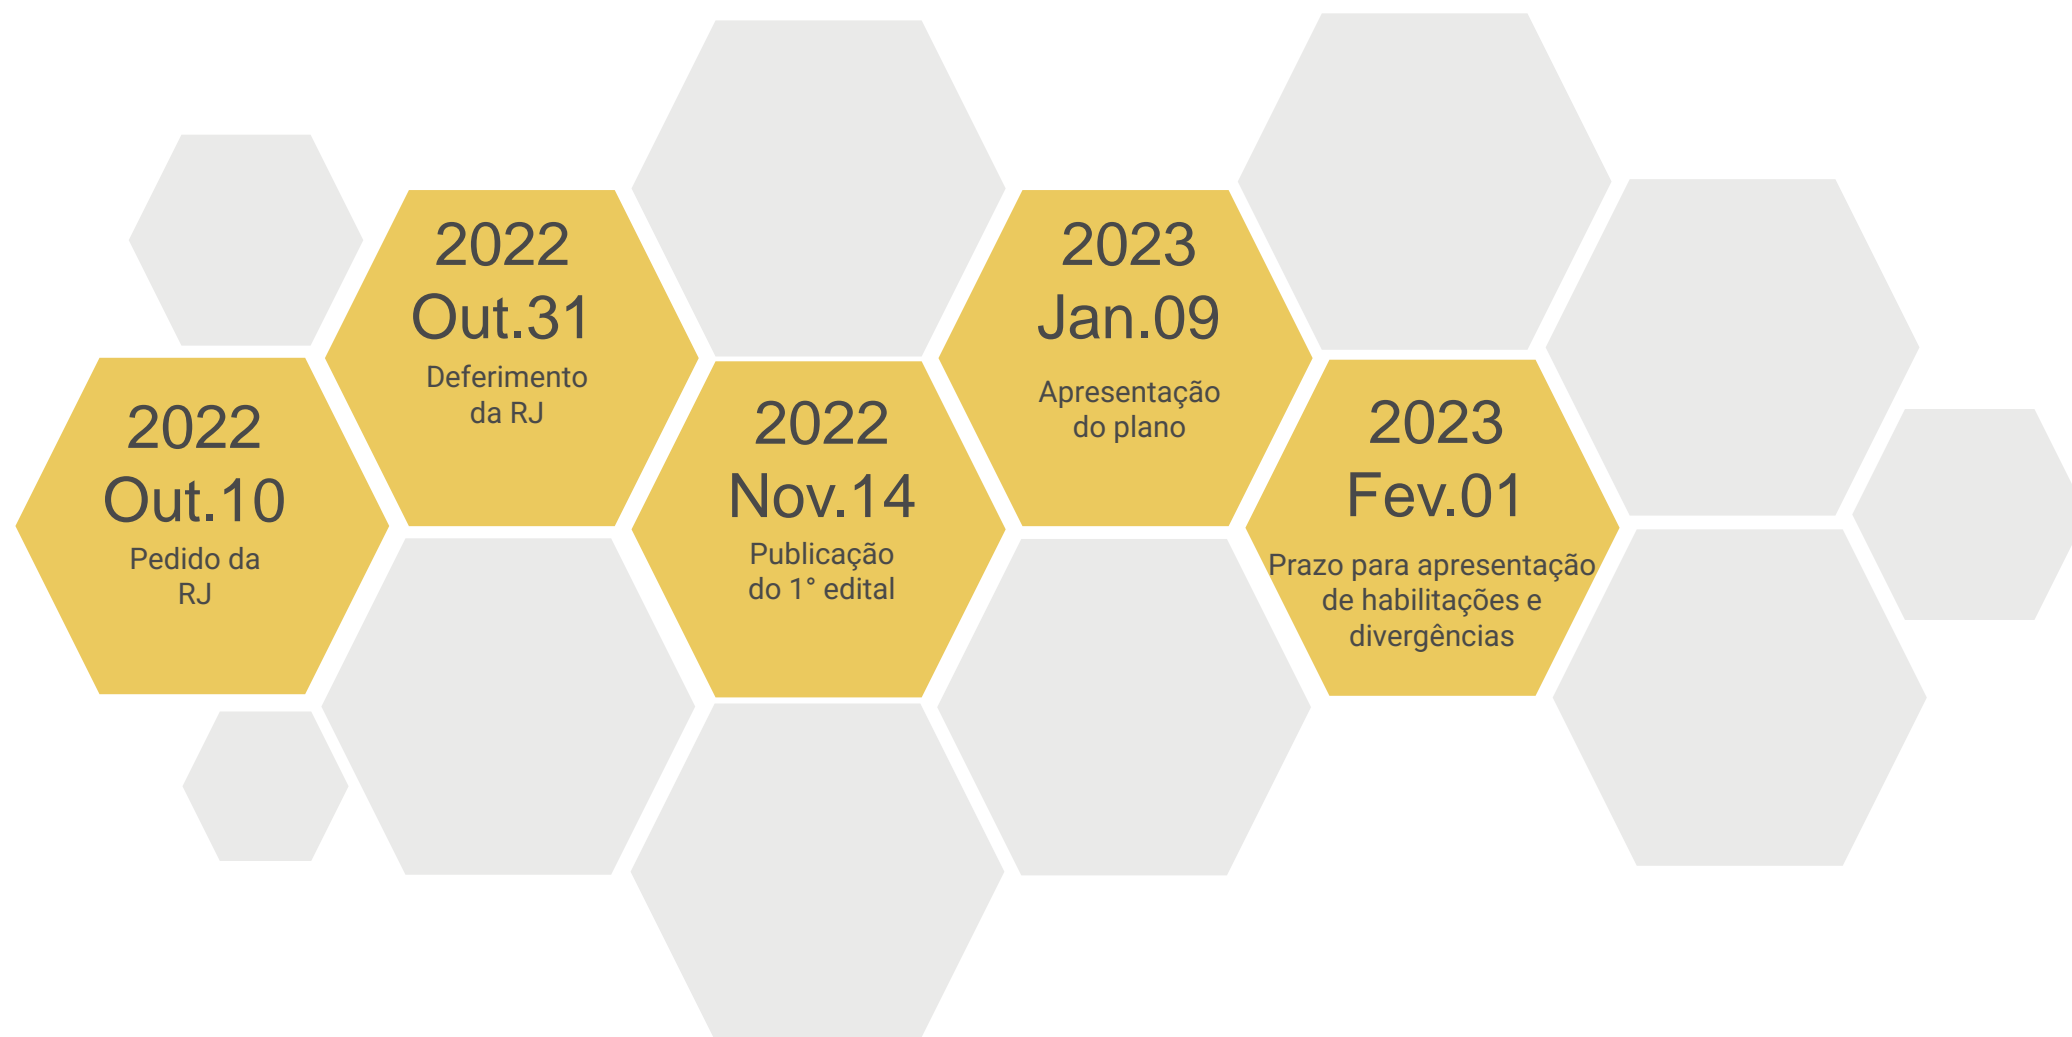 2022
Out.10
Pedido da
RJ
2022
Out.31
Deferimento
da RJ
2022
Nov.14
Publicação
do 1° edital
2023
Jan.09
Apresentação
do plano
2023
Fev.01
Prazo para apresentação
de habilitações e
divergências